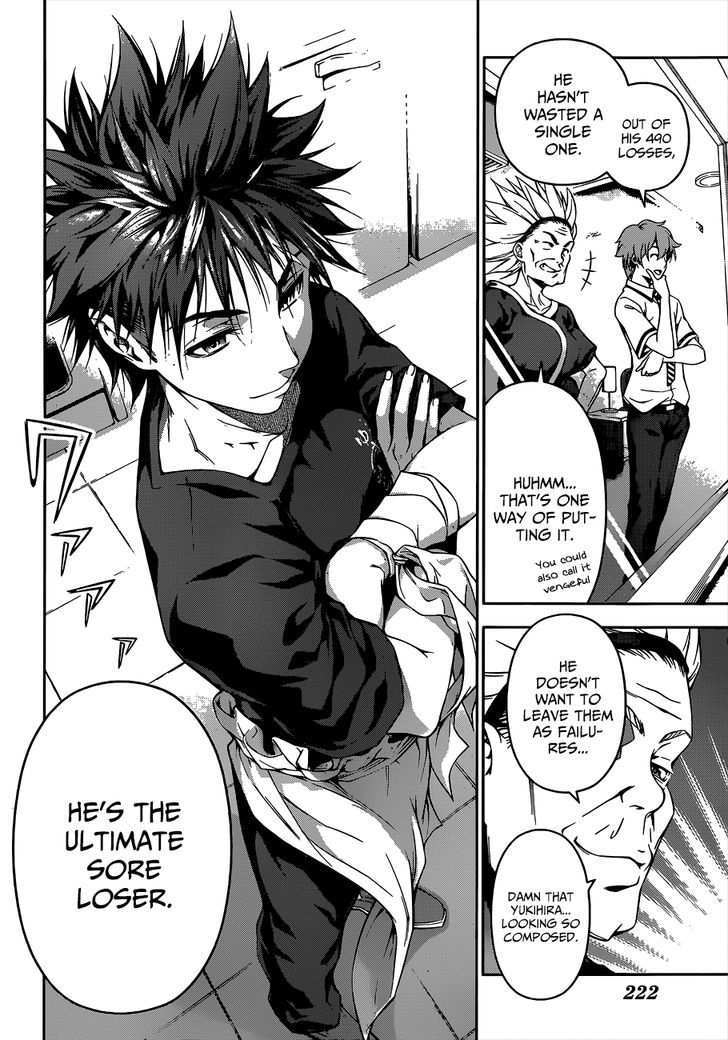 OUT OF
HIS 490
LOSSES,
HE
HASN'T
WASTED A
SINGLE
ONE.
HUHMM...
THAT'S ONE
WAY OF PUT-
TING IT.
You could
also call it
vengeful
HE
DOESN'T
WANT TO
LEAVE THEM
AS FAILU-
RES...
DAMN THAT
YUKIHIRA...
LOOKING SO
COMPOSED.
HE'S THE
ULTIMATE
SORE
LOSER.
222